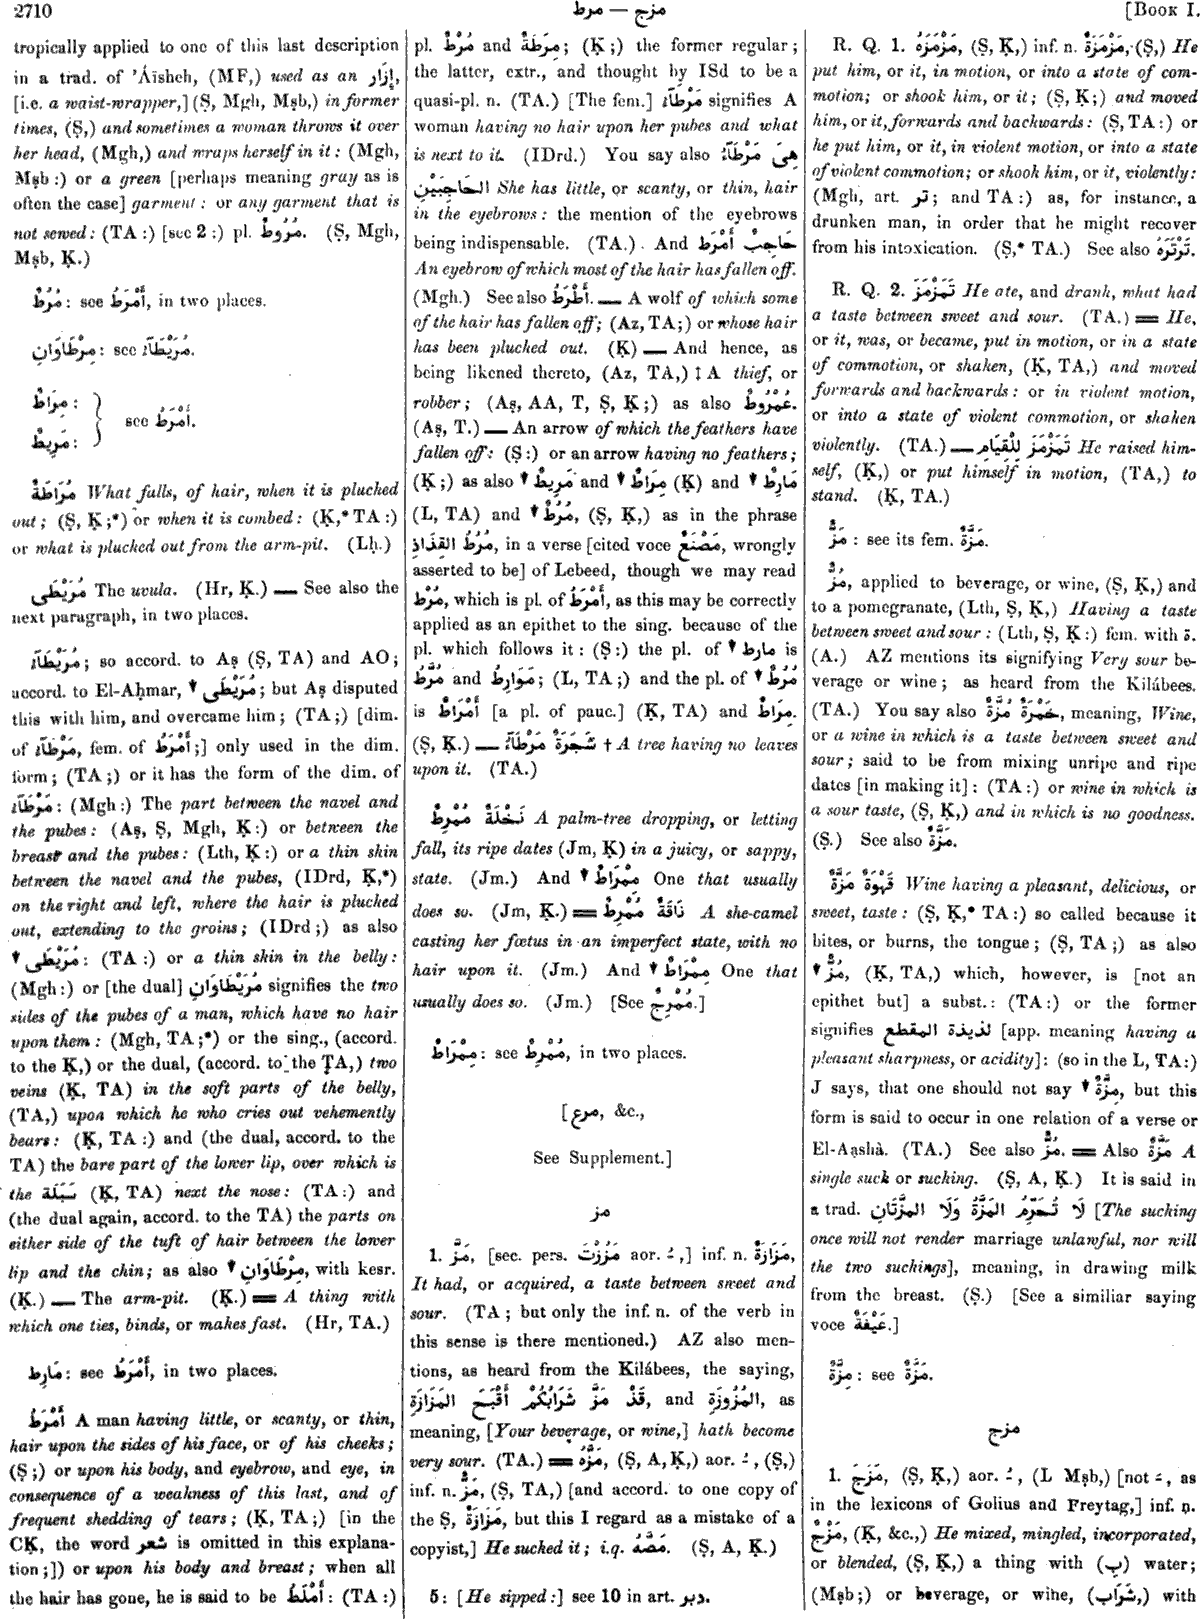 2710
مرط — مزج
[BOOK I.
tropically applied to one of this last description
in a trad. of 'Áïsheh, (MF,) used as an إِزَار,
[i.e. a waist-wrapper,] (Ṣ, Mgh, Mṣb,) in former
times, (Ṣ,) and sometimes a woman throws it over
her head, (Mgh,) and wraps herself in it: (Mgh,
Mṣb:) or a green [perhaps meaning gray as is
often the case] garment: or any garment that is
not sewed: (TA:) [see 2:) pl. مُرُوطٌ. (Ṣ, Mgh,
Mṣb, Ḳ.)
مُرُطٌ: see أَمْرَطُ, in two places.
مِرْطَاوَانِ: see مُرَيْطَآءُ.
مِرَاطٌ:
مَرِيطٌ:
see أَمْرَطُ.
مُرَاطَةٌ What falls, of hair, when it is plucked
out; (Ṣ, Ḳ;*) or when it is combed: (Ḳ,* TA:)
or what is plucked out from the arm-pit. (Lḥ.)
مُرَيْطَى The uvula. (Hr, Ḳ.) — See also the
next paragraph, in two places.
مُرَيْطَآءُ; so accord. to Aṣ (Ṣ, TA) and AO;
accord. to El-Aḥmar, ▼ مُرَيْطَى; but Aṣ disputed
this with him, and overcame him; (TA;) [dim.
of مَرْطَآءُ, fem. of أَمْرَطُ;] only used in the dim.
form; (TA;) or it has the form of the dim. of
مَرْطَآءُ: (Mgh:) The part between the navel and
the pubes: (Aṣ, Ṣ, Mgh, Ḳ:) or between the
breast and the pubes: (Lth, Ḳ:) or a thin skin
between the navel and the pubes, (IDrd, Ḳ,*)
on the right and left, where the hair is plucked
out, extending to the groins; (IDrd;) as also
▼ مُرَيْطَى: (TA:) or a thin skin in the belly:
(Mgh:) or [the dual] مُرَيْطَاوَانِ signifies the two
sides of the pubes of a man, which have no hair
upon them: (Mgh, TA;*) or the sing., (accord.
to the Ḳ,) or the dual, (accord. to the TA,) two
veins (Ḳ, TA) in the soft parts of the belly,
(TA,) upon which he who cries out vehemently
bears: (Ḳ, TA:) and (the dual, accord. to the
TA) the bare part of the lower lip, over which is
the سَبَلَة (Ḳ, TA) next the nose: (TA:) and
(the dual again, accord. to the TA) the parts on
either side of the tuft of hair between the lower
lip and the chin; as also ▼ مِرْطَاوَانِ, with kesr.
(Ḳ.) — The arm-pit. (Ḳ.) = A thing with
which one ties, binds, or makes fast. (Hr, TA.)
مَارِط: see أَمْرَطُ, in two places.
أَمْرَطُ A man having little, or scanty, or thin,
hair upon the sides of his face, or of his cheeks;
(Ṣ;) or upon his body, and eyebrow, and eye, in
consequence of a weakness of this last, and of
frequent shedding of tears; (Ḳ, TA;) [in the
CḲ, the word شعر is omitted in this explana-
tion;]) or upon his body and breast; when all
the hair has gone, he is said to be أَمْلَطُ: (TA:)
pl. مُرْطٌ and مِرَطَةٌ; (Ḳ;) the former regular;
the latter, extr., and thought by ISd to be a
quasi-pl. n. (TA.) [The fem.] مَرْطَآءُ signifies A
woman having no hair upon her pubes and what
is next to it. (IDrd.) You say also هِىَ مَرْطَآءُ
الحَاجِبَيْنِ She has little, or scanty, or thin, hair
in the eyebrows: the mention of the eyebrows
being indispensable. (TA.) And حَاجِبٌ أَمْرَط
An eyebrow of which most of the hair has fallen off.
(Mgh.) See also أَطْرَطُ. — A wolf of which some
of the hair has fallen off; (Az, TA;) or whose hair
has been plucked out. (Ḳ) — And hence, as
being likened thereto, (Az, TA,) ‡ A thief, or
robber; (Aṣ, AA, T, Ṣ, Ḳ;) as also عُمْرُوطٌ.
(Aṣ, T.) — An arrow of which the feathers have
fallen off: (Ṣ:) or an arrow having no feathers;
(Ḳ;) as also ▼ مَرِيطٌ and ▼ مِرَاطٌ (Ḳ) and ▼ مَارِطٌ
(L, TA) and ▼ مُرُطٌ, (Ṣ, Ḳ,) as in the phrase
مُرُطُ القِذَاذِ, in a verse [cited voce مَصْنَعٌ, wrongly
asserted to be] of Lebeed, though we may read
مُرْط, which is pl. of أَمْرَطُ, as this may be correctly
applied as an epithet to the sing. because of the
pl. which follows it: (Ṣ:) the pl. of ▼ مارط is
مُرَّطٌ and مَوَارِطُ; (L, TA;) and the pl. of ▼ مُرُطٌ
is أَمْرَاطٌ [a pl. of pauc.] (Ḳ, TA) and مِرَاطٌ.
(Ṣ, Ḳ.) — شَجَرَةٌ مَرْطَآءُ † A tree having no leaves
upon it. (TA.)
نَخْلَةٌ مُمْرِطٌ A palm-tree dropping, or letting
fall, its ripe dates (Jm, Ḳ) in a juicy, or sappy,
state. (Jm.) And ▼ مِمْرَاطٌ One that usually
does so. (Jm, Ḳ.) = نَاقَةٌ مُمْرِطٌ A she-camel
casting her fœtus in an imperfect state, with no
hair upon it. (Jm.) And ▼ مِمْرَاطٌ One that
usually does so. (Jm.) [See مُمْرِجٌ.]
مِمْرَاطٌ: see مُمْرِطٌ, in two places.
[مرع, &c.,
See Supplement.]
مز
1. مَزَّ, [sec. pers. مَزُزْتَ aor. ـُ ,] inf. n. مَزَازَةٌ,
It had, or acquired, a taste between sweet and
sour. (TA; but only the inf. n. of the verb in
this sense is there mentioned.) AZ also men-
tions, as heard from the Kilábees, the saying,
قَدْ مَزَّ شَرَابُكُمْ أَقْبَحَ المَزَازَةِ, and المُزُوزَةِ, as
meaning, [Your beverage, or wine,] hath become
very sour. (TA.) = مَزَّهُ, (Ṣ, A, Ḳ,) aor. ـُ , (Ṣ,)
inf. n. مَزٌّ, (Ṣ, TA,) [and accord. to one copy of
the Ṣ, مَزَازَةٌ, but this I regard as a mistake of a
copyist,] He sucked it; i.q. مَصَّهُ. (Ṣ, A, Ḳ.)
5: [He sipped:] see 10 in art. دبر.
R. Q. 1. مَزْمَزَهُ, (Ṣ, Ḳ,) inf. n. مَزْمَزَةٌ, (Ṣ,) He
put him, or it, in motion, or into a state of com-
motion; or shook him, or it; (Ṣ, Ḳ;) and moved
him, or it, forwards and backwards: (Ṣ, TA:) or
he put him, or it, in violent motion, or into a state
of violent commotion; or shook him, or it, violently:
(Mgh, art. تر; and TA:) as, for instance, a
drunken man, in order that he might recover
from his intoxication. (Ṣ,* TA.) See also تَرْتَرَهُ.
R. Q. 2. تَمَزْمَزَ He ate, and drank, what had
a taste between sweet and sour. (TA.) = He,
or it, was, or became, put in motion, or in a state
of commotion, or shaken, (Ḳ, TA,) and moved
forwards and backwards: or in violent motion,
or into a state of violent commotion, or shaken
violently. (TA.) — تَمَزْمَزَ لِلْقِيَامِ He raised him-
self, (Ḳ,) or put himself in motion, (TA,) to
stand. (Ḳ, TA.)
مَزٌّ: see its fem. مَزَّةٌ.
مُزٌّ, applied to beverage, or wine, (Ṣ, Ḳ,) and
to a pomegranate, (Lth, Ṣ, Ḳ,) Having a taste
between sweet and sour: (Lth, Ṣ, Ḳ:) fem. with ة.
(A.) AZ mentions its signifying Very sour be-
verage or wine; as heard from the Kilábees.
(TA.) You say also خَمْرَةٌ مُزَّةٌ, meaning, Wine,
or a wine in which is a taste between sweet and
sour; said to be from mixing unripe and ripe
dates [in making it]: (TA:) or wine in which is
a sour taste, (Ṣ, Ḳ,) and in which is no goodness.
(Ṣ.) See also مَزَّةٌ.
قَهْوَةٌ مَزَّةٌ Wine having a pleasant, delicious, or
sweet, taste: (Ṣ, Ḳ,* TA:) so called because it
bites, or burns, the tongue; (Ṣ, TA;) as also
▼ مُزٌّ, (Ḳ, TA,) which, however, is [not an
epithet but] a subst.: (TA:) or the former
signifies لذيذة المقطع [app. meaning having a
pleasant sharpness, or acidity]: (so in the L, TA:)
J says, that one should not say ▼ مِزَّةٌ, but this
form is said to occur in one relation of a verse or
El-Aạshà. (TA.) See also مُزٌّ. = Also مَزَّةٌ A
single suck or sucking. (Ṣ, A, Ḳ.) It is said in
a trad. لَا تُحَرِّمُ المَزَّةُ وَلَا المَزَّتَانِ [The sucking
once will not render marriage unlawful, nor will
the two suchings], meaning, in drawing milk
from the breast. (Ṣ.) [See a similiar saying
voce عَيْفَةٌ.]
مِزَّةٌ: see مَزَّةٌ.
مزج
1. مَزَجَ, (Ṣ, Ḳ,) aor. ـُ , (L Mṣb,) [not ـِ , as
in the lexicons of Golius and Freytag,] inf. n.
مَزْجٌ, (Ḳ, &c.,) He mixed, mingled, incorporated,
or blended, (Ṣ, Ḳ,) a thing with (بِ) water;
(Mṣb;) or beverage, or wine, (شَرَاب,) with